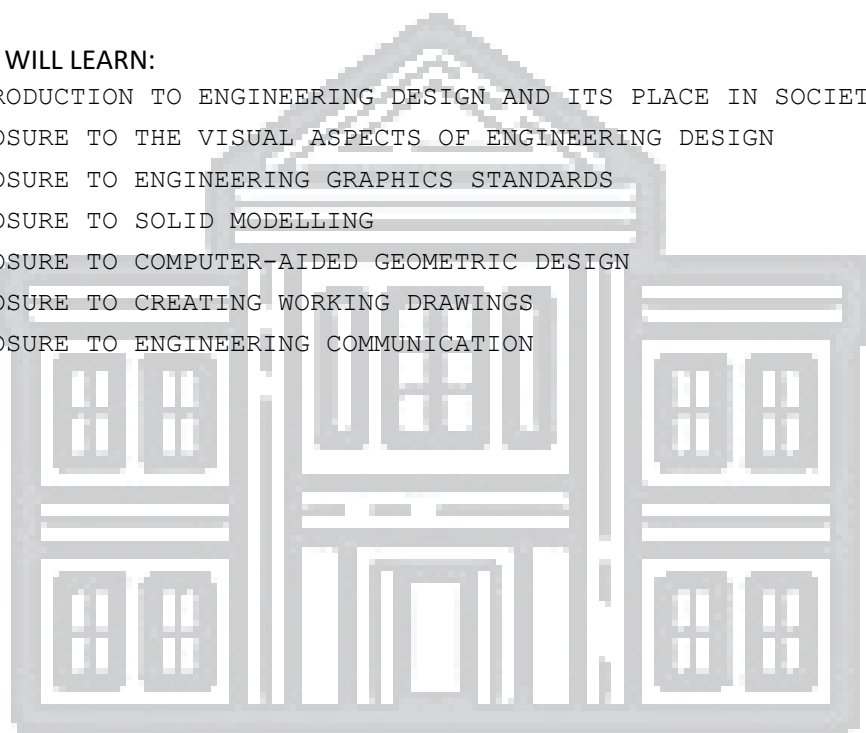 WILL LEARN:
RODUCTION TO ENGINEERING DESIGN AND ITS PLACE IN SOCIET
OSURE TO THE VISUAL ASPECTS OF ENGINEERING DESIGN
OSURE TO ENGINEERING GRAPHICS STANDARDS
OSURE TO SOLID MODELLING
OSURE TO COMPUTER-AIDED GEOMETRIC DESIGN
OSURE TO CREATING WORKING DRAWINGS
OSURE TO ENGINEERING COMMUNICATION